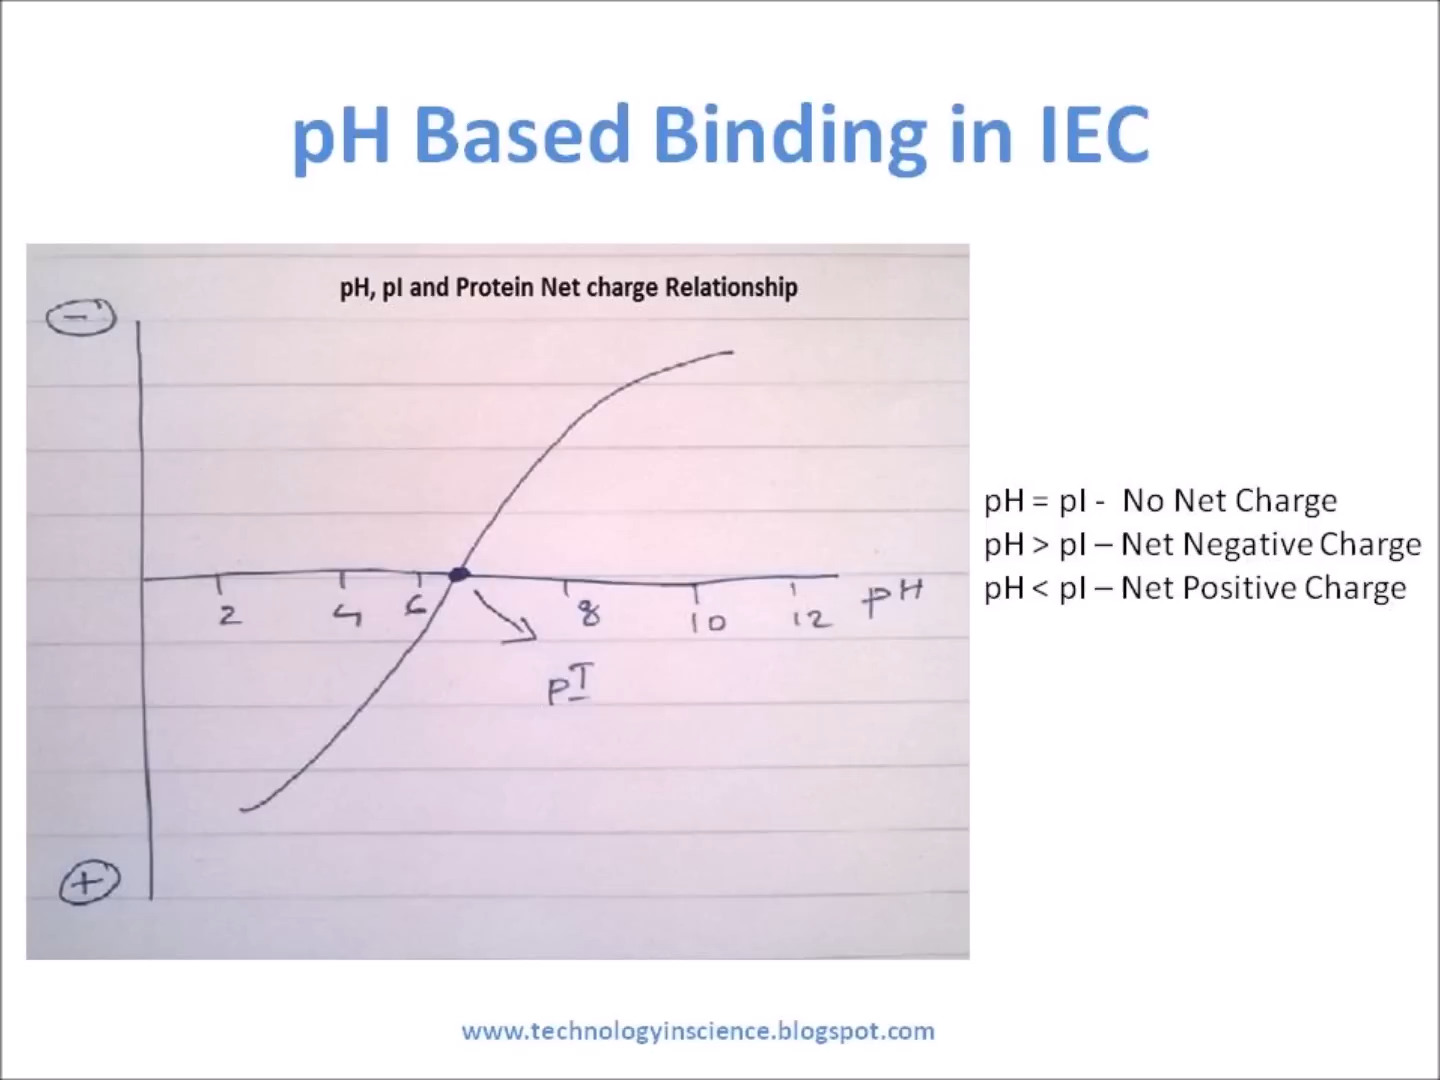 pH Based Binding in IEC
pH, pI and Protein Net charge Relationship
-
2 4 6 8 10 12 pH
pI
+
pH = pI - No Net Charge
pH > pI – Net Negative Charge
pH < pI – Net Positive Charge
www.technologyinscience.blogspot.com